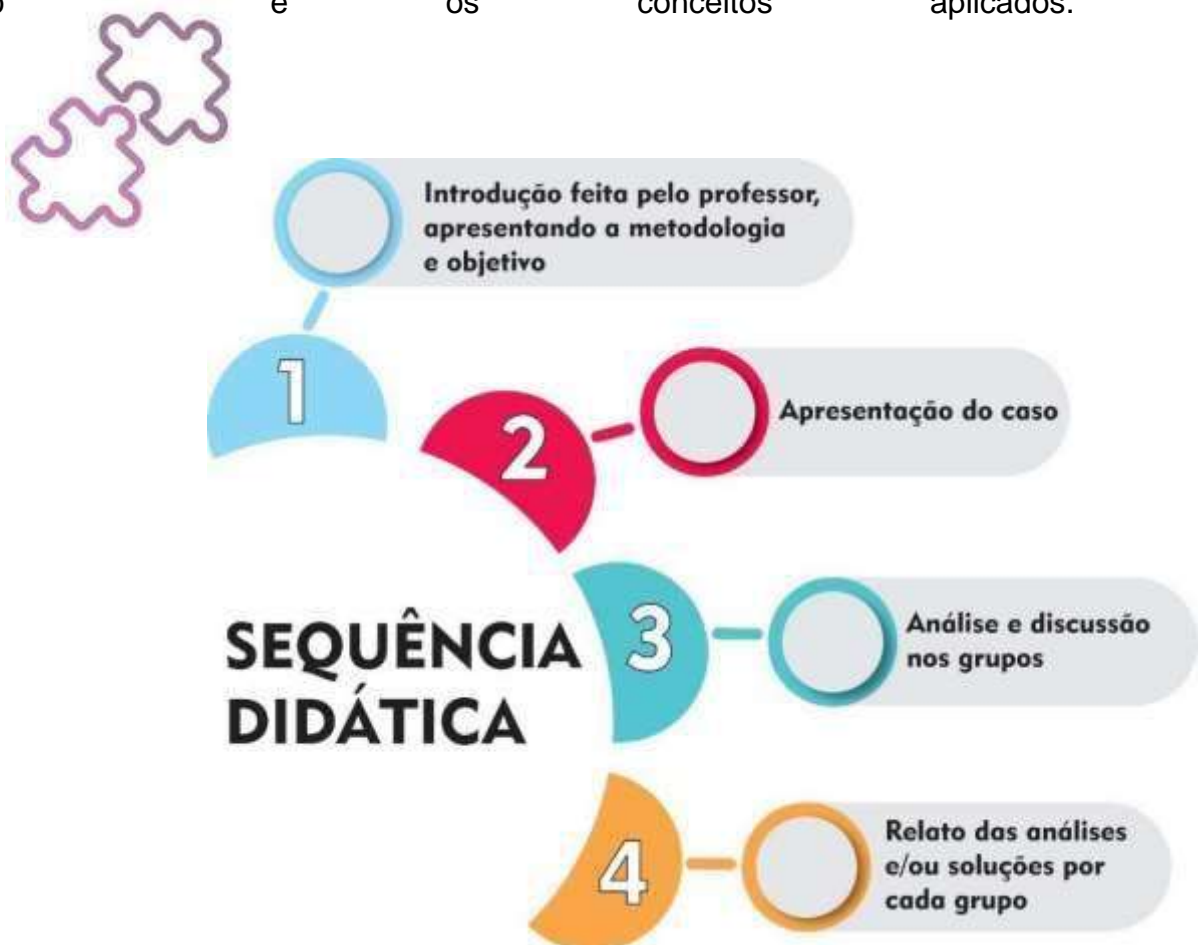 e os conceitos aplicados.
Introdução feita pelo professor,
apresentando a metodologia
e objetivo
1
2
Apresentação do caso
SEQUÊNCIA
DIDÁTICA
3
Análise e discussão
nos grupos
4
Relato das análises
e/ou soluções por
cada grupo